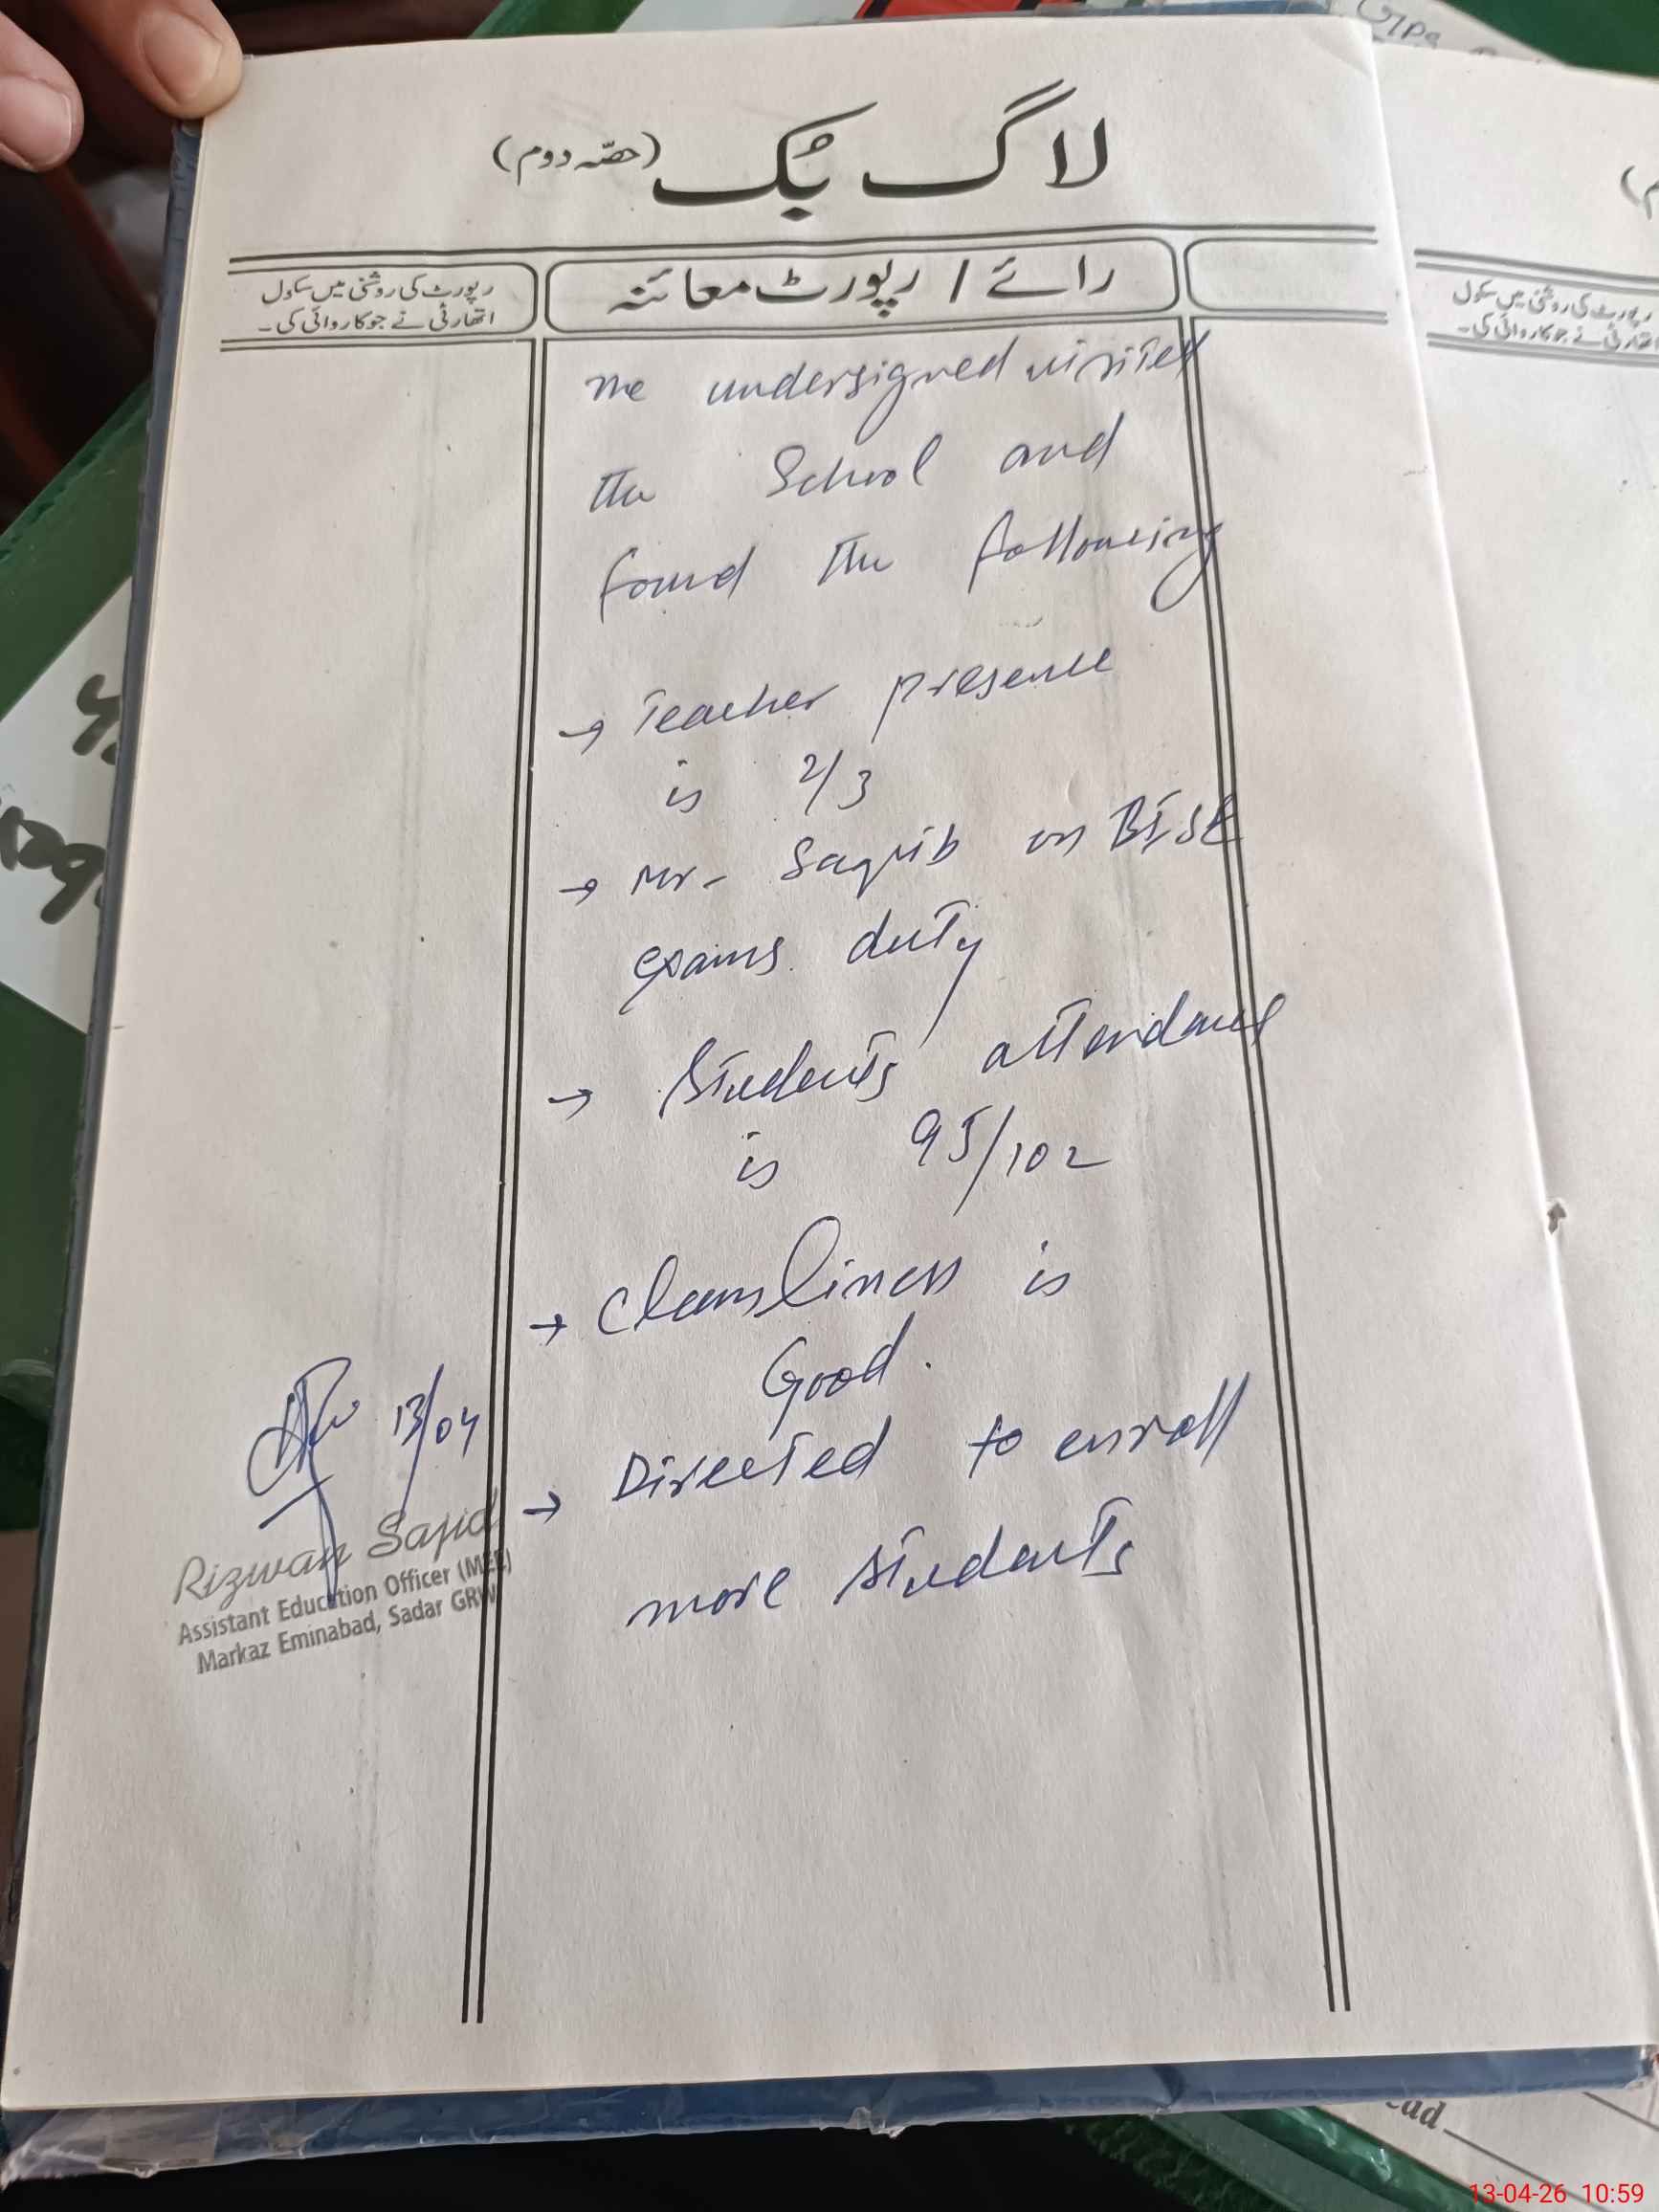 لاگ بُک (حصّہ دوم)
رائے / رپورٹ معائنہ
رپورٹ کی روشنی میں سکول
اتھارٹی نے جو کاروائی کی۔
The undersigned visited
the School and
found the following
→ Teacher presence
is 2/3
→ Mr- Saqib on BISE
exams duty
→ Students attendance
is 95/102
→ Cleanliness is
Good.
→ Directed to enroll
more students
13/04
Rizwan Sajid
Assistant Education Officer (MEE)
Markaz Eminabad, Sadar GRW
رپورٹ کی روشنی میں سکول
اتھارٹی نے جو کاروائی کی۔
13-04-26 10:59